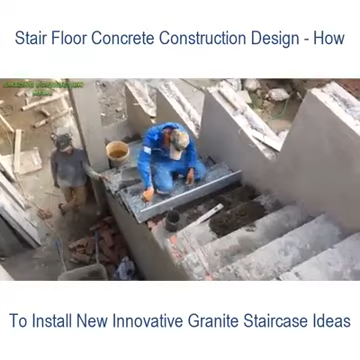 Stair Floor Concrete Construction Design - How
To Install New Innovative Granite Staircase Ideas